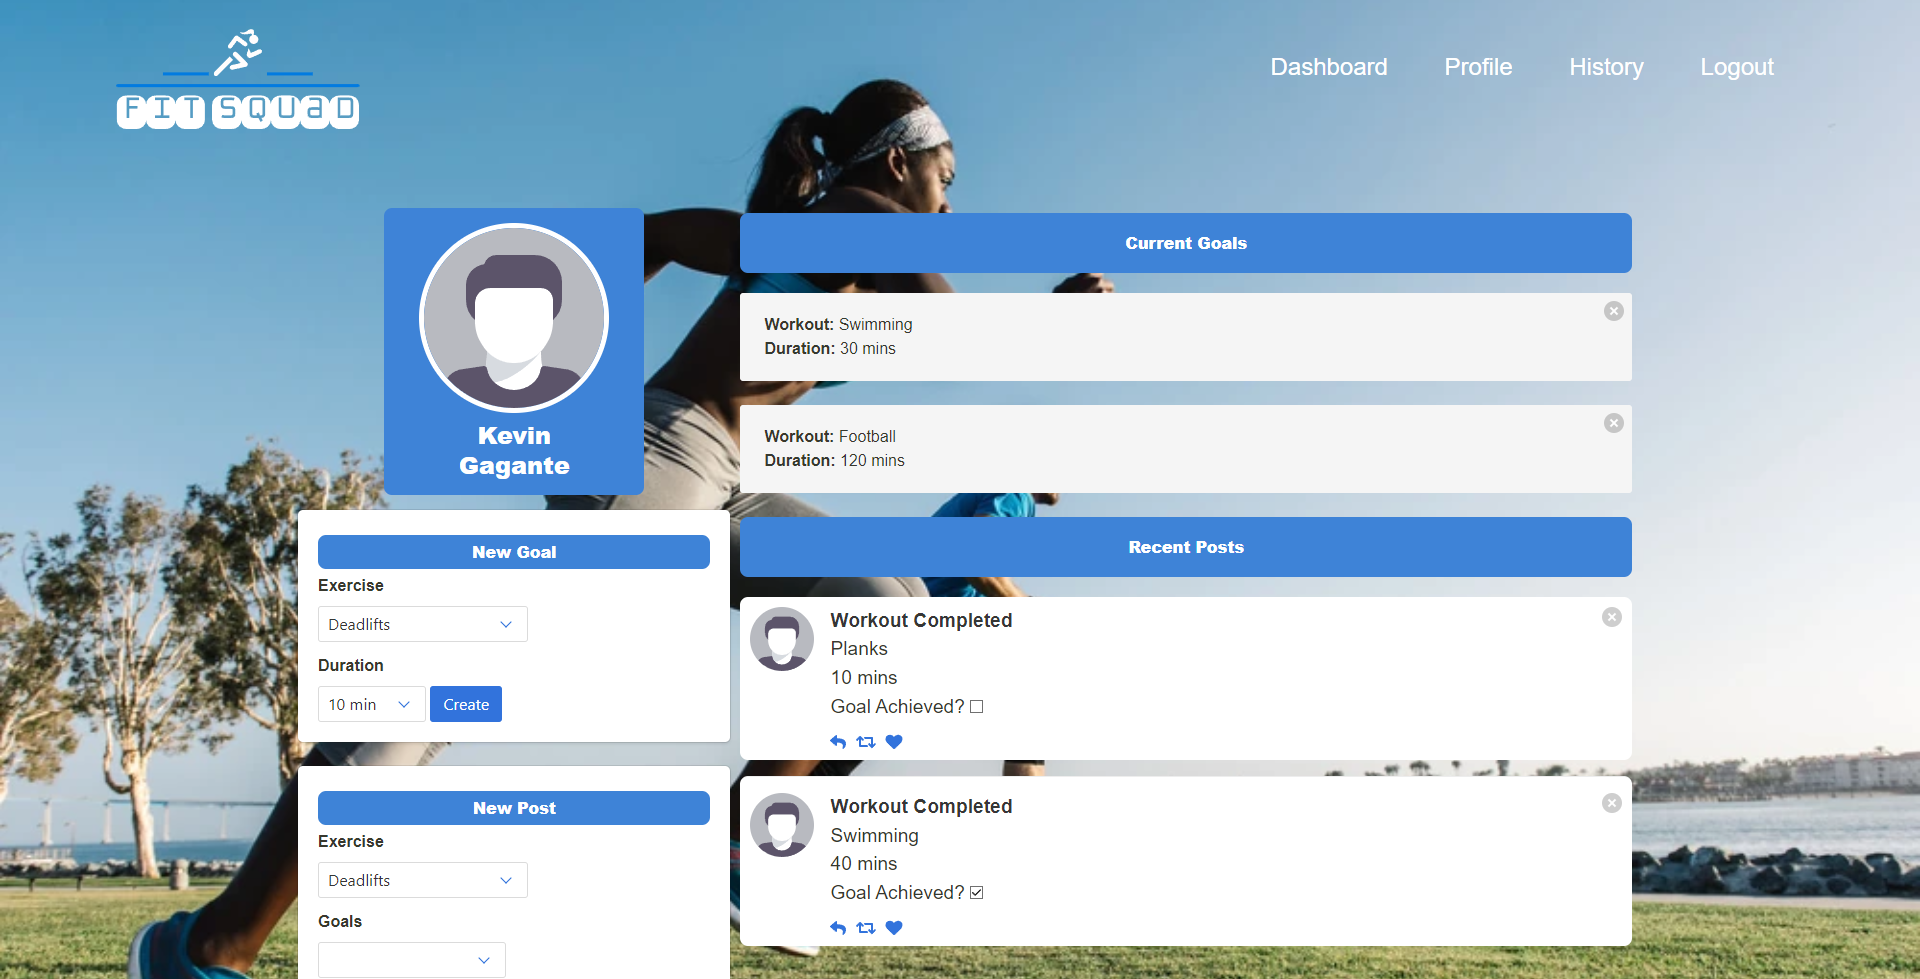 FIT SQUAD
Dashboard
Profile
History
Logout
Kevin
Gagante
New Goal
Exercise
Deadlifts
Duration
10 min
Create
New Post
Exercise
Deadlifts
Goals
Current Goals
Workout: Swimming
Duration: 30 mins
Workout: Football
Duration: 120 mins
Recent Posts
Workout Completed
Planks
10 mins
Goal Achieved?
Workout Completed
Swimming
40 mins
Goal Achieved?